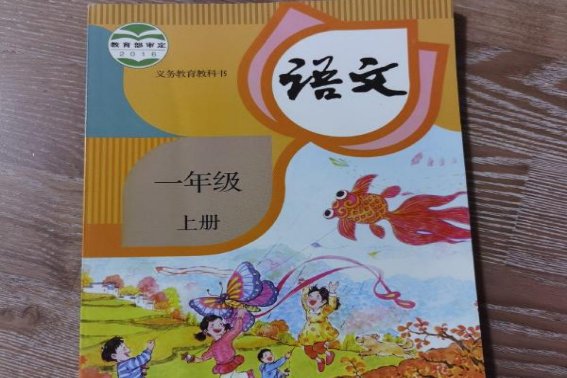 教育部审定
2016
义务教育教科书
语文
一年级
上册